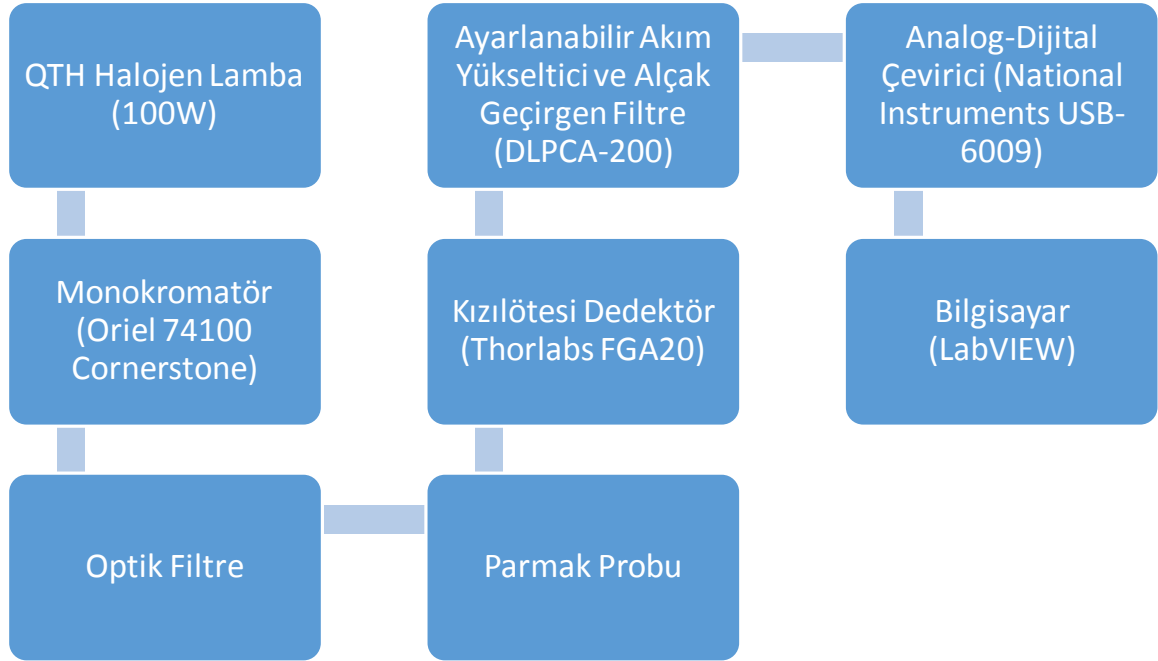 QTH Halojen Lamba
(100W)
Monokromatör
(Oriel 74100
Cornerstone)
Optik Filtre
Parmak Probu
Kızılötesi Dedektör
(Thorlabs FGA20)
Ayarlanabilir Akım
Yükseltici ve Alçak
Geçirgen Filtre
(DLPCA-200)
Analog-Dijital
Çevirici (National
Instruments USB-
6009)
Bilgisayar
(LabVIEW)